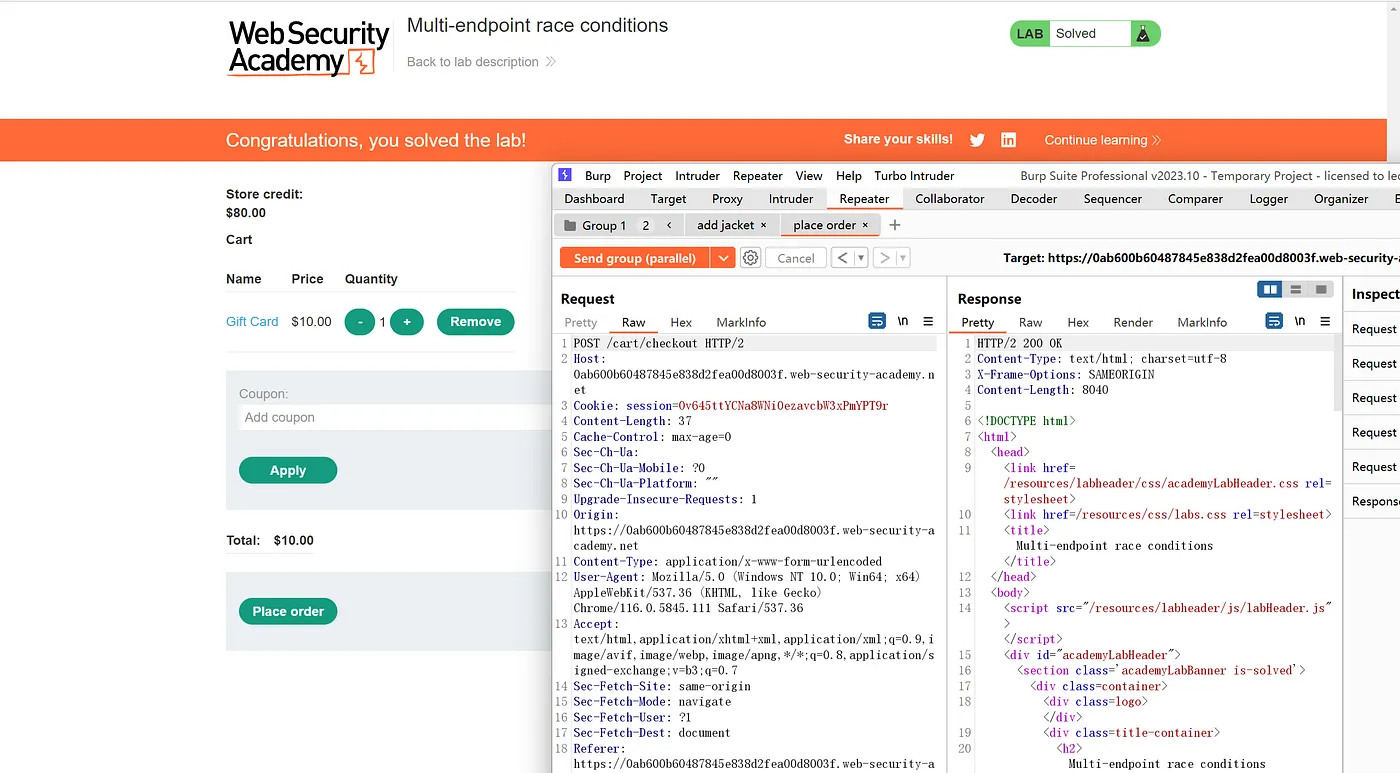 Web Security
Academy
Multi-endpoint race conditions
Back to lab description
LAB Solved
Congratulations, you solved the lab!
Share your skills!
Continue learning
Store credit:
$80.00
Cart
Name Price Quantity
Gift Card $10.00 - 1 + Remove
Coupon:
Add coupon
Apply
Total: $10.00
Place order
Burp Project Intruder Repeater View Help Turbo Intruder Burp Suite Professional v2023.10 - Temporary Project - licensed to
Dashboard Target Proxy Intruder Repeater Collaborator Decoder Sequencer Comparer Logger Organizer
Group 1 2 < add jacket × place order × +
Send group (parallel) Cancel < >
Target: https://0ab600b60487845e838d2fea00d8003f.web-security-
Request
Pretty Raw Hex MarkInfo \n
1 POST /cart/checkout HTTP/2
2 Host:
0ab600b60487845e838d2fea00d8003f.web-security-academy.n
et
3 Cookie: session=0v645ttYCNa8WNi0ezavcbW3xPmYPT9r
4 Content-Length: 37
5 Cache-Control: max-age=0
6 Sec-Ch-Ua:
7 Sec-Ch-Ua-Mobile: ?0
8 Sec-Ch-Ua-Platform: ""
9 Upgrade-Insecure-Requests: 1
10 Origin:
https://0ab600b60487845e838d2fea00d8003f.web-security-a
cademy.net
11 Content-Type: application/x-www-form-urlencoded
12 User-Agent: Mozilla/5.0 (Windows NT 10.0; Win64; x64)
AppleWebKit/537.36 (KHTML, like Gecko)
Chrome/116.0.5845.111 Safari/537.36
13 Accept:
text/html,application/xhtml+xml,application/xml;q=0.9,i
mage/avif,image/webp,image/apng,*/*;q=0.8,application/s
igned-exchange;v=b3;q=0.7
14 Sec-Fetch-Site: same-origin
15 Sec-Fetch-Mode: navigate
16 Sec-Fetch-User: ?1
17 Sec-Fetch-Dest: document
18 Referer:
https://0ab600b60487845e838d2fea00d8003f.web-security-a
Response
Pretty Raw Hex Render MarkInfo \n
1 HTTP/2 200 OK
2 Content-Type: text/html; charset=utf-8
3 X-Frame-Options: SAMEORIGIN
4 Content-Length: 8040
5
6 <!DOCTYPE html>
7 <html>
8 <head>
9 <link href=
/resources/labheader/css/academyLabHeader.css rel=
stylesheet>
10 <link href=/resources/css/labs.css rel=stylesheet>
11 <title>
Multi-endpoint race conditions
</title>
12 </head>
13 <body>
14 <script src="/resources/labheader/js/labHeader.js"
>
</script>
15 <div id="academyLabHeader">
16 <section class='academyLabBanner is-solved'>
17 <div class=container>
18 <div class=logo>
</div>
19 <div class=title-container>
20 <h2>
Multi-endpoint race conditions
Inspect
Request
Request
Request
Request
Request
Response